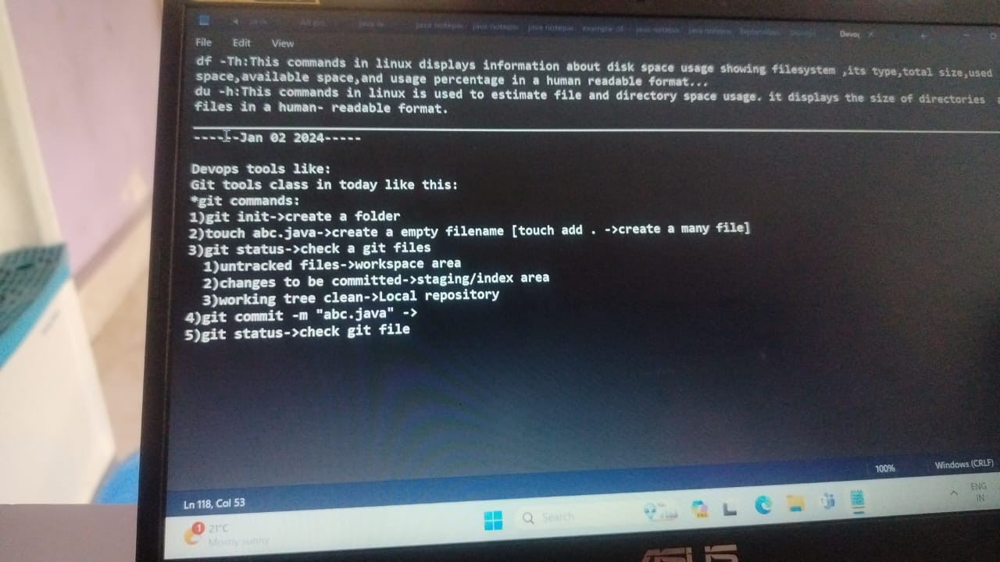 File Edit View
df -Th:This commands in linux displays information about disk space usage showing filesystem ,its type,total size,used
space,available space,and usage percentage in a human readable format...
du -h:This commands in linux is used to estimate file and directory space usage. it displays the size of directories
files in a human- readable format.
------Jan 02 2024-----
Devops tools like:
Git tools class in today like this:
*git commands:
1)git init->create a folder
2)touch abc.java->create a empty filename [touch add . ->create a many file]
3)git status->check a git files
1)untracked files->workspace area
2)changes to be committed->staging/index area
3)working tree clean->Local repository
4)git commit -m "abc.java" ->
5)git status->check git file
Ln 118, Col 53
100%
Windows (CRLF)
1
21°C
Mostly sunny
Search
ENG
IN
ASUS